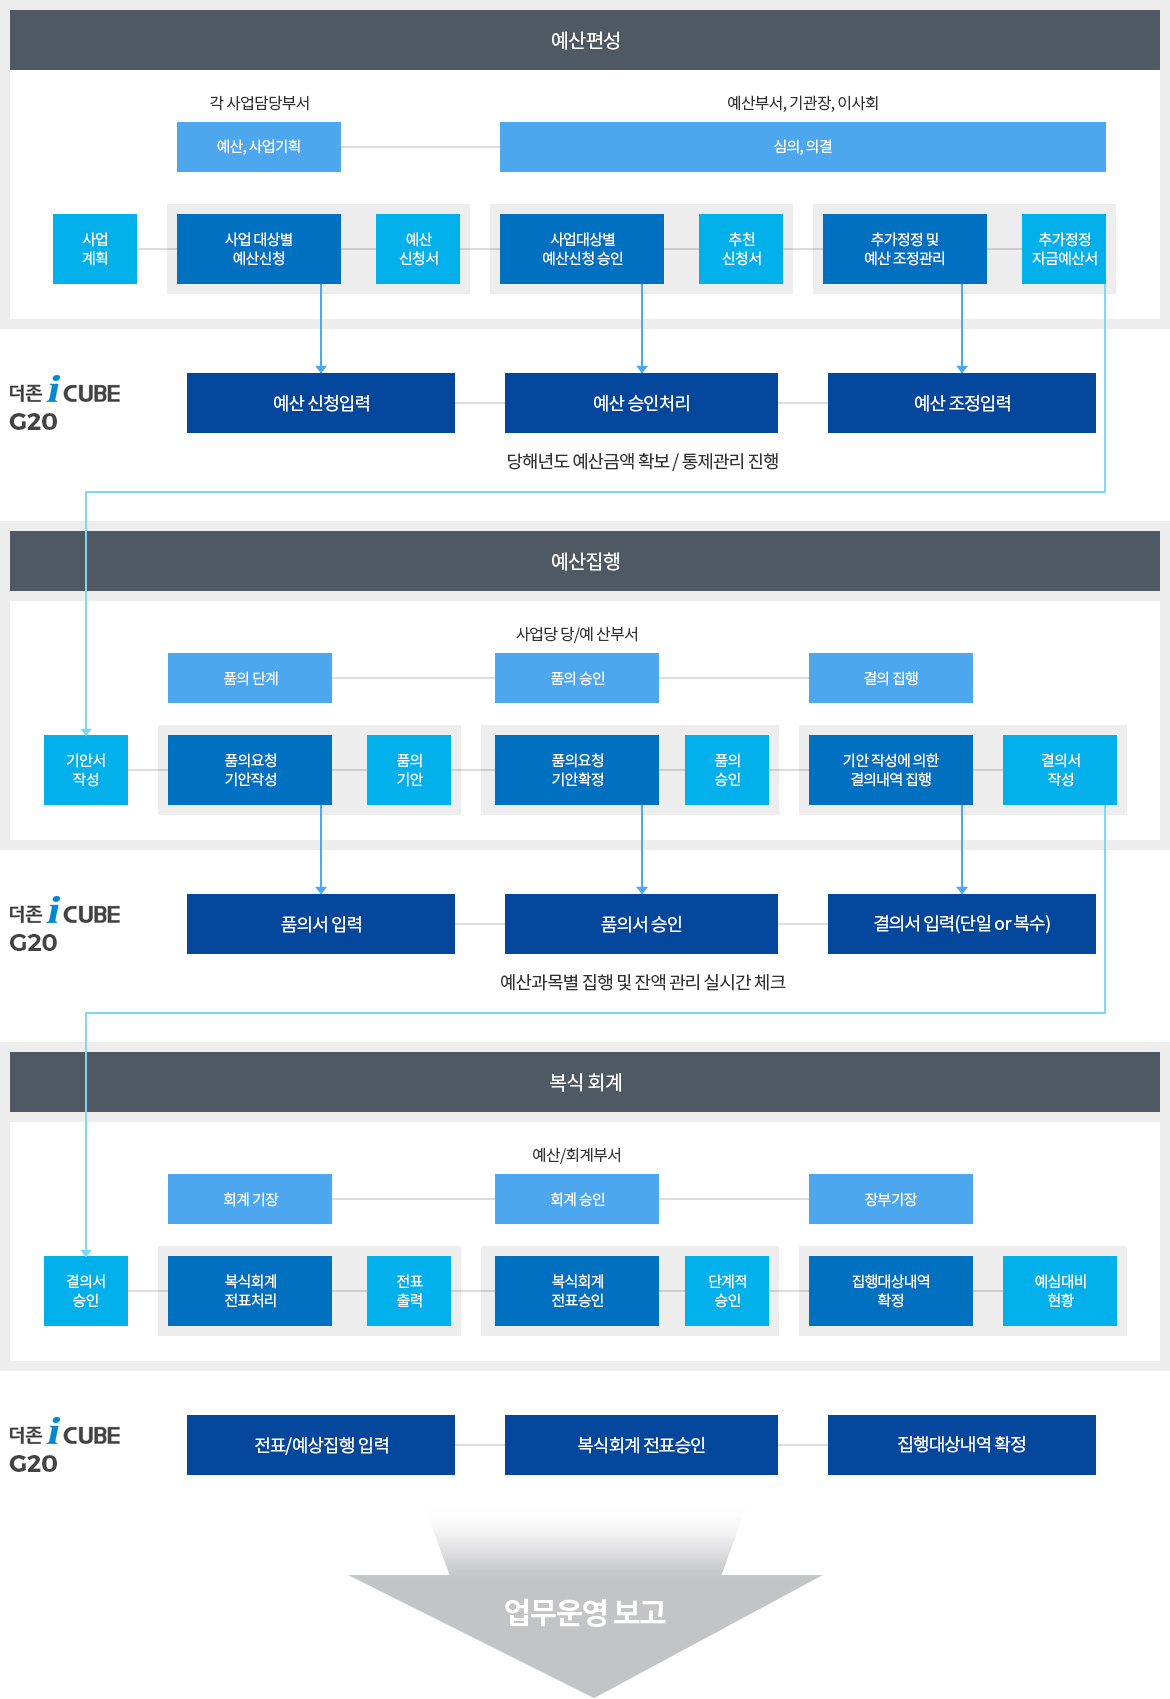 예산편성
각 사업담당부서
예산부서, 기관장, 이사회
예산, 사업기획
심의, 의결
사업
계획
사업 대상별
예산신청
예산
신청서
사업대상별
예산신청 승인
추천
신청서
추가정정 및
예산 조정관리
추가정정
자금예산서
더존 iCUBE
G20
예산 신청입력
예산 승인처리
예산 조정입력
당해년도 예산금액 확보 / 통제관리 진행
예산집행
사업당 당/예 산부서
품의 단계
품의 승인
결의 집행
기안서
작성
품의요청
기안작성
품의
기안
품의요청
기안확정
품의
승인
기안 작성에 의한
결의내역 집행
결의서
작성
더존 iCUBE
G20
품의서 입력
품의서 승인
결의서 입력(단일 or 복수)
예산과목별 집행 및 잔액 관리 실시간 체크
복식 회계
예산/회계부서
회계 기장
회계 승인
장부기장
결의서
승인
복식회계
전표처리
전표
출력
복식회계
전표승인
단계적
승인
집행대상내역
확정
예심대비
현황
더존 iCUBE
G20
전표/예상집행 입력
복식회계 전표승인
집행대상내역 확정
업무운영 보고